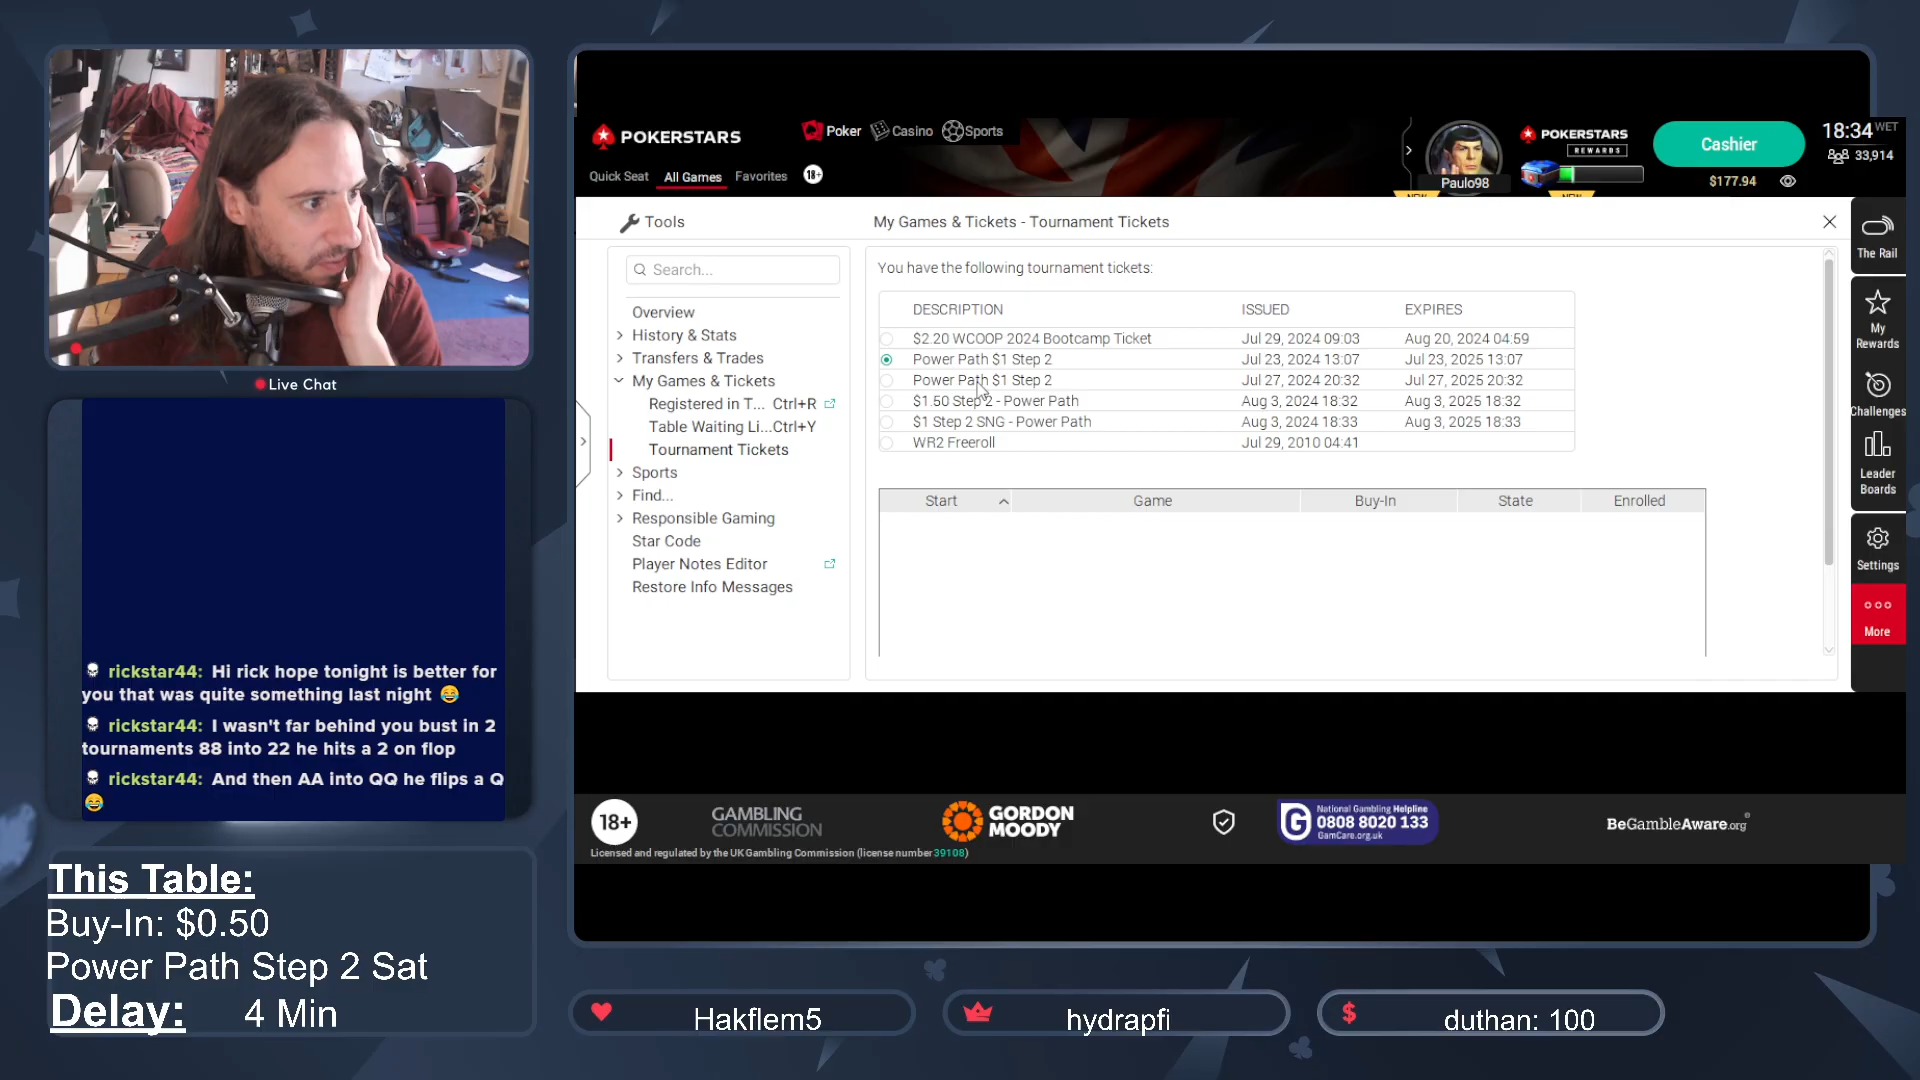 Live Chat
rickstar44: Hi rick hope tonight is better for
you that was quite something last night 😂
rickstar44: I wasn't far behind you bust in 2
tournaments 88 into 22 he hits a 2 on flop
rickstar44: And then AA into QQ he flips a Q
😂
This Table:
Buy-In: $0.50
Power Path Step 2 Sat
Delay: 4 Min
POKERSTARS
Poker
Casino
Sports
Quick Seat
All Games
Favorites
18+
Paulo98
POKERSTARS
REWARDS
Cashier
$177.94
18:34 WET
33,914
Tools
My Games & Tickets - Tournament Tickets
Search...
Overview
History & Stats
Transfers & Trades
My Games & Tickets
Registered in T... Ctrl+R
Table Waiting Li...Ctrl+Y
Tournament Tickets
Sports
Find...
Responsible Gaming
Star Code
Player Notes Editor
Restore Info Messages
You have the following tournament tickets:
DESCRIPTION ISSUED EXPIRES
$2.20 WCOOP 2024 Bootcamp Ticket Jul 29, 2024 09:03 Aug 20, 2024 04:59
Power Path $1 Step 2 Jul 23, 2024 13:07 Jul 23, 2025 13:07
Power Path $1 Step 2 Jul 27, 2024 20:32 Jul 27, 2025 20:32
$1.50 Step 2 - Power Path Aug 3, 2024 18:32 Aug 3, 2025 18:32
$1 Step 2 SNG - Power Path Aug 3, 2024 18:33 Aug 3, 2025 18:33
WR2 Freeroll Jul 29, 2010 04:41
Start Game Buy-In State Enrolled
The Rail
My
Rewards
Challenges
Leader
Boards
Settings
More
18+
GAMBLING
COMMISSION
GORDON
MOODY
National Gambling Helpline
0808 8020 133
GamCare.org.uk
BeGambleAware.org
Licensed and regulated by the UK Gambling Commission (license number 39108)
Hakflem5
hydrapfi
duthan: 100